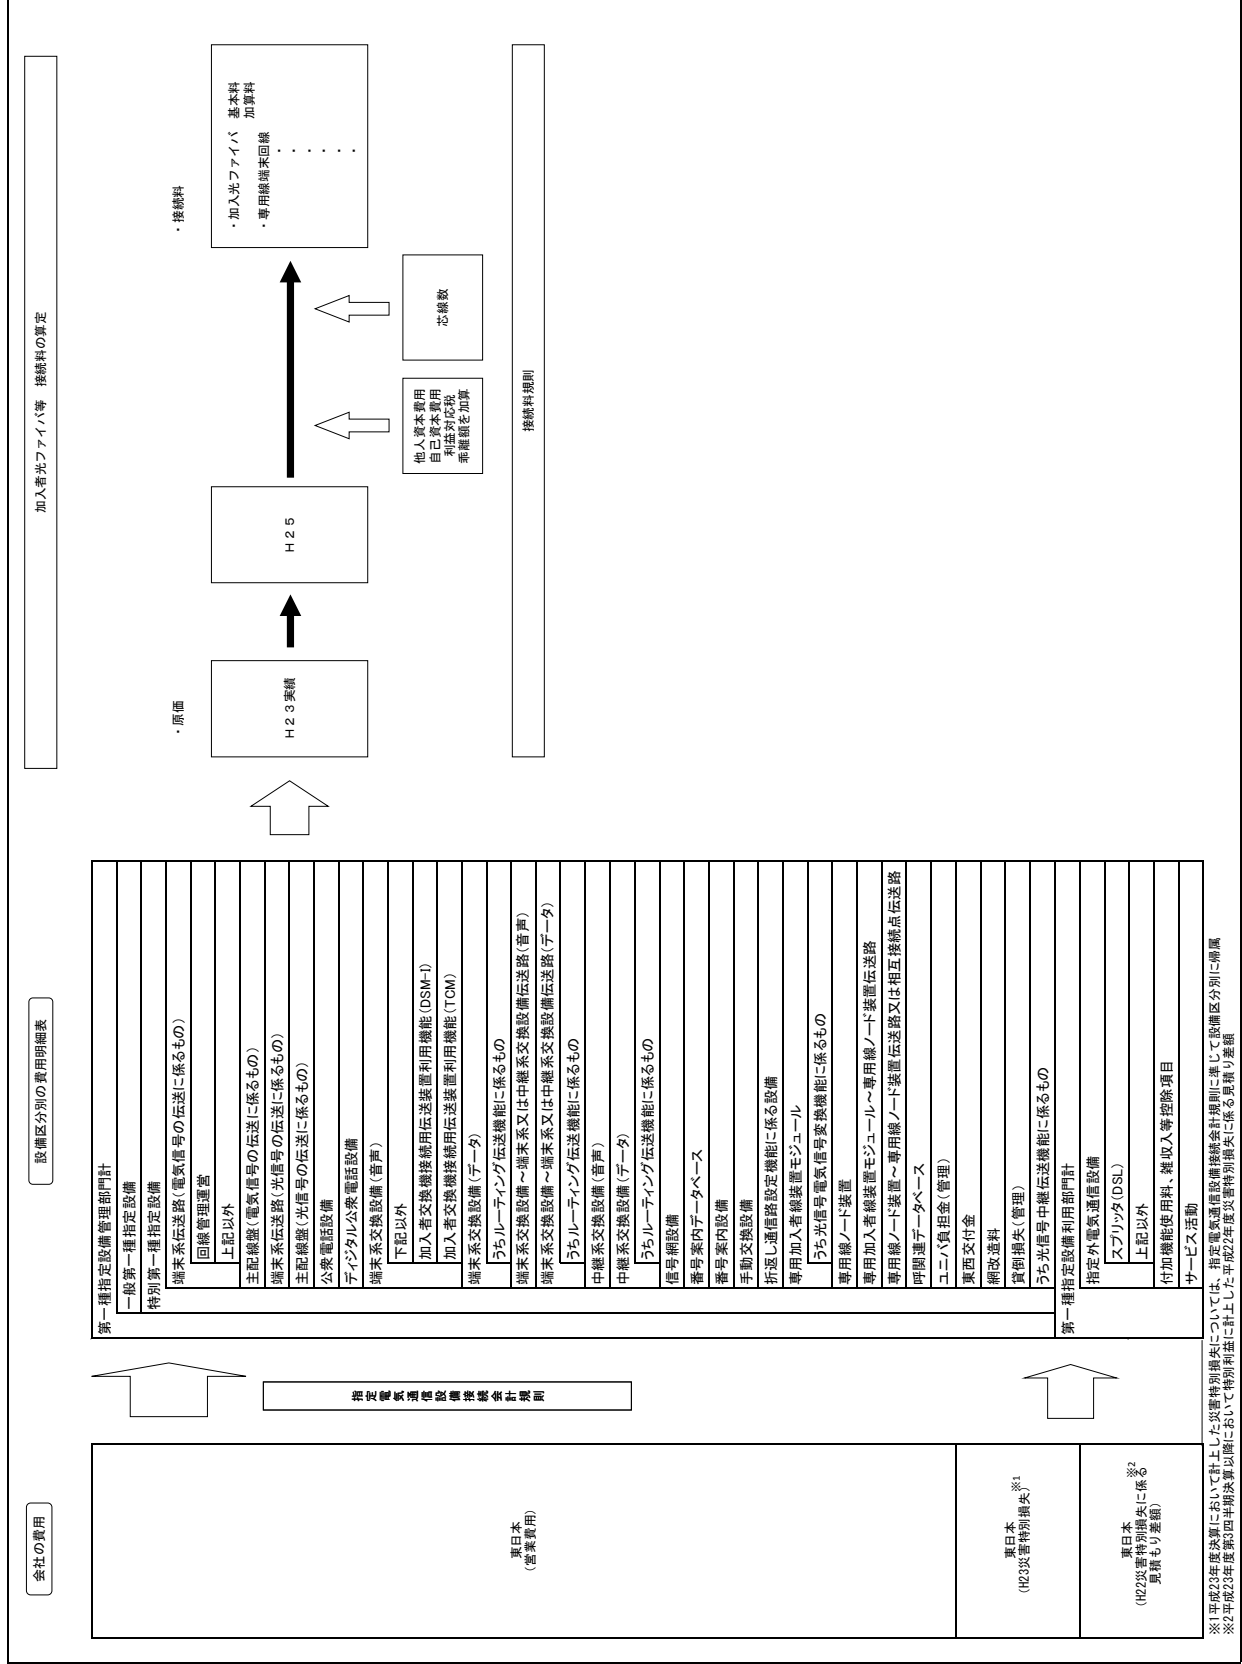 会社の費用
設備区分別の費用明細表
加入者光ファイバ等　接続料の算定
東日本
（営業費用）
東日本
（H23災害特別損失）※1
東日本
（H22災害特別損失に係る※2
見積もり差額）
指定電気通信設備接続会計規則
第一種指定設備管理部門計
一般第一種指定設備
特別第一種指定設備
端末系伝送路（電気信号の伝送に係るもの）
回線管理運営
上記以外
主配線盤（電気信号の伝送に係るもの）
端末系伝送路（光信号の伝送に係るもの）
主配線盤（光信号の伝送に係るもの）
公衆電話設備
ディジタル公衆電話設備
端末系交換設備（音声）
下記以外
加入者交換機接続用伝送装置利用機能（DSM-I）
加入者交換機接続用伝送装置利用機能（TCM）
端末系交換設備（データ）
うちルーティング伝送機能に係るもの
端末系交換設備～端末系又は中継系交換設備伝送路（音声）
端末系交換設備～端末系又は中継系交換設備伝送路（データ）
うちルーティング伝送機能に係るもの
中継系交換設備（音声）
中継系交換設備（データ）
うちルーティング伝送機能に係るもの
信号網設備
番号案内データベース
番号案内設備
手動交換設備
折返し通信路設定機能に係る設備
専用加入者線装置モジュール
うち光信号電気信号変換機能に係るもの
専用線ノード装置
専用加入者線装置モジュール～専用線ノード装置伝送路
専用線ノード装置～専用線ノード装置伝送路又は相互接続点伝送路
呼関連データベース
ユニバ負担金（管理）
東西交付金
網改造料
貸倒損失（管理）
うち光信号中継伝送機能に係るもの
第一種指定設備利用部門計
指定外電気通信設備
スプリッタ（DSL）
上記以外
付加機能使用料、雑収入等控除項目
サービス活動
・原価
Ｈ２３実績
Ｈ２５
・接続料
・加入光ファイバ　基本料
加算料
・専用線端末回線
・
・
・
・
・
・
他人資本費用
自己資本費用
利益対応税
乖離額を加算
芯線数
接続料規則
※1平成23年度決算において計上した災害特別損失については、指定電気通信設備接続会計規則に準じて設備区分別に帰属
※2平成23年度第3四半期決算以降において特別利益に計上した平成22年度災害特別損失に係る見積り差額